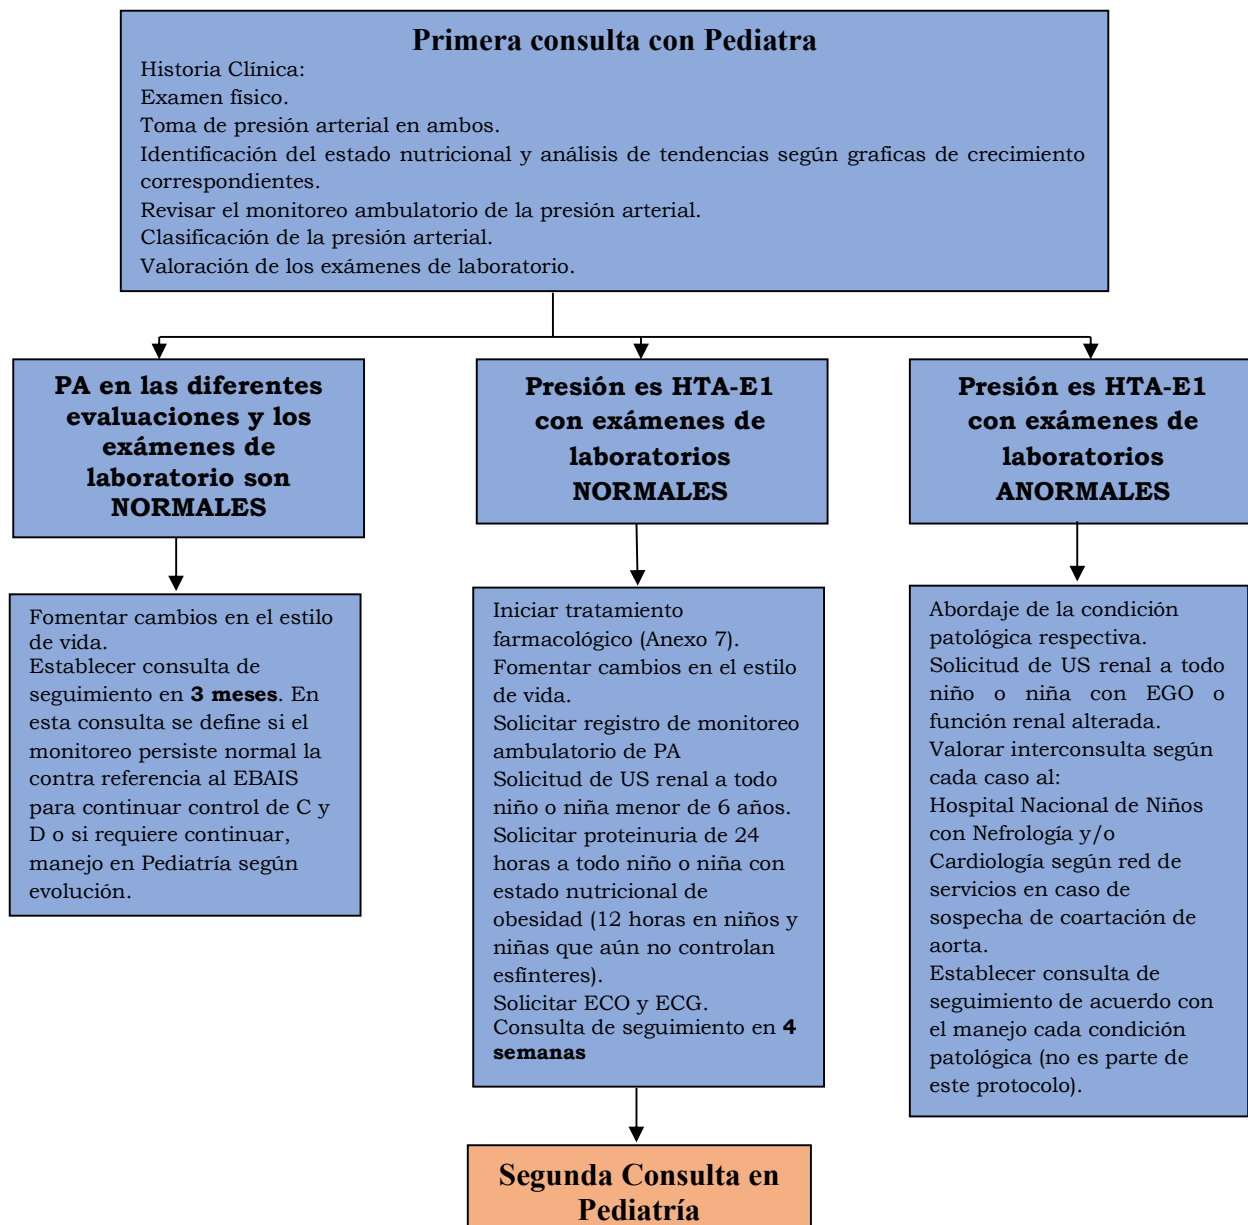 Primera consulta con Pediatra
Historia Clínica:
Examen físico.
Toma de presión arterial en ambos.
Identificación del estado nutricional y análisis de tendencias según graficas de crecimiento
correspondientes.
Revisar el monitoreo ambulatorio de la presión arterial.
Clasificación de la presión arterial.
Valoración de los exámenes de laboratorio.
PA en las diferentes
evaluaciones y los
exámenes de
laboratorio son
NORMALES
Presión es HTA-E1
con exámenes de
laboratorios
NORMALES
Presión es HTA-E1
con exámenes de
laboratorios
ANORMALES
Fomentar cambios en el estilo
de vida.
Establecer consulta de
seguimiento en 3 meses. En
esta consulta se define si el
monitoreo persiste normal la
contra referencia al EBAIS
para continuar control de C y
D o si requiere continuar,
manejo en Pediatría según
evolución.
Iniciar tratamiento
farmacológico (Anexo 7).
Fomentar cambios en el estilo
de vida.
Solicitar registro de monitoreo
ambulatorio de PA
Solicitud de US renal a todo
niño o niña menor de 6 años.
Solicitar proteinuria de 24
horas a todo niño o niña con
estado nutricional de
obesidad (12 horas en niños y
niñas que aún no controlan
esfínteres).
Solicitar ECO y ECG.
Consulta de seguimiento en 4
semanas
Abordaje de la condición
patológica respectiva.
Solicitud de US renal a todo
niño o niña con EGO o
función renal alterada.
Valorar interconsulta según
cada caso al:
Hospital Nacional de Niños
con Nefrología y/o
Cardiología según red de
servicios en caso de
sospecha de coartación de
aorta.
Establecer consulta de
seguimiento de acuerdo con
el manejo cada condición
patológica (no es parte de
este protocolo).
Segunda Consulta en
Pediatría